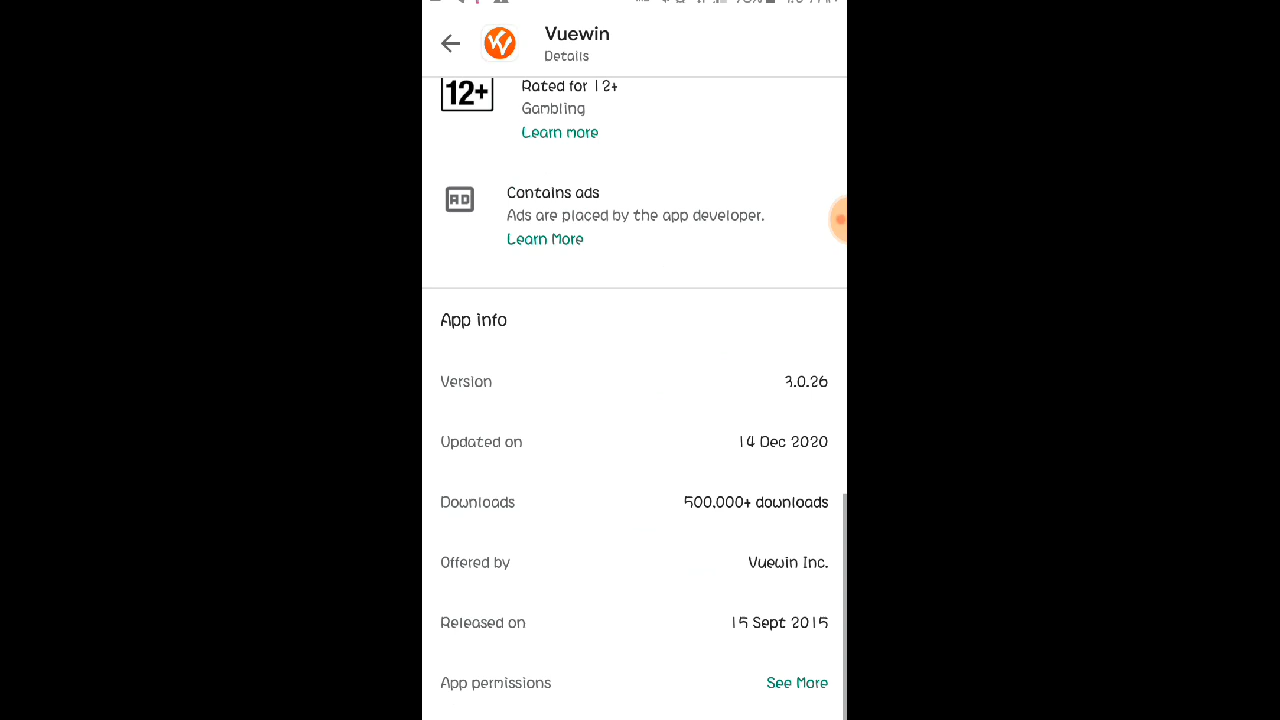 Vuewin
Details
12+
Rated for 12+
Gambling
Learn more
AD
Contains ads
Ads are placed by the app developer.
Learn More
App info
Version 3.0.26
Updated on 14 Dec 2020
Downloads 500,000+ downloads
Offered by Vuewin Inc.
Released on 15 Sept 2015
App permissions See More